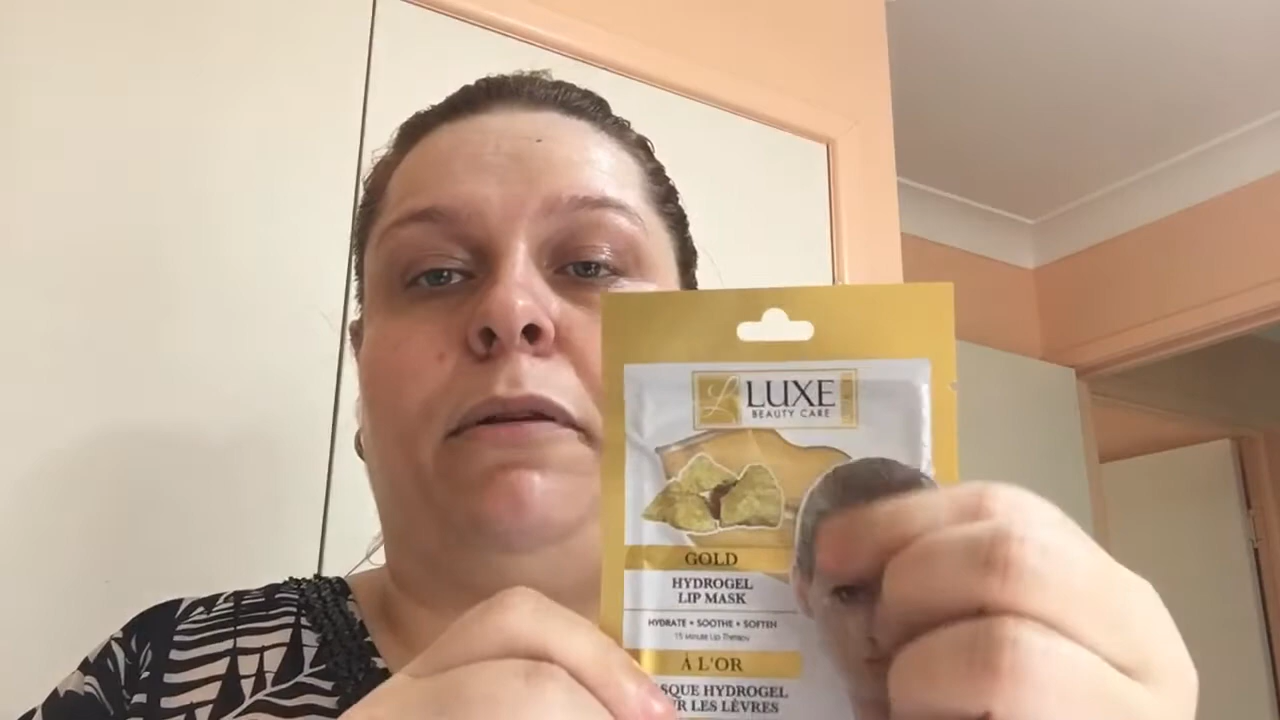 L LUXE
BEAUTY CARE
GOLD
HYDROGEL
LIP MASK
HYDRATE • SOOTHE • SOFTEN
15 Minute Lip Therapy
À L'OR
SQUE HYDROGEL
UR LES LÈVRES